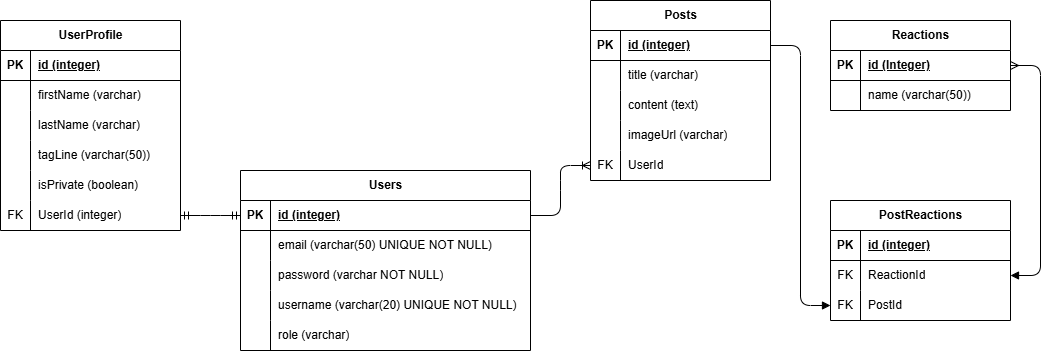 UserProfile
PK id (integer)
firstName (varchar)
lastName (varchar)
tagLine (varchar(50))
isPrivate (boolean)
FK UserId (integer)
Users
PK id (integer)
email (varchar(50) UNIQUE NOT NULL)
password (varchar NOT NULL)
username (varchar(20) UNIQUE NOT NULL)
role (varchar)
Posts
PK id (integer)
title (varchar)
content (text)
imageUrl (varchar)
FK UserId
Reactions
PK id (Integer)
name (varchar(50))
PostReactions
PK id (integer)
FK ReactionId
FK PostId